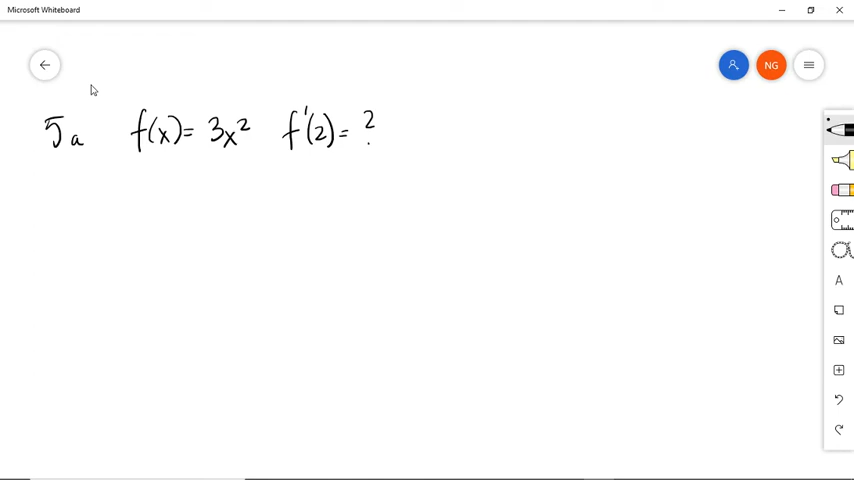 Microsoft Whiteboard
NG
5a f(x)= 3x² f'(2)= ?
A